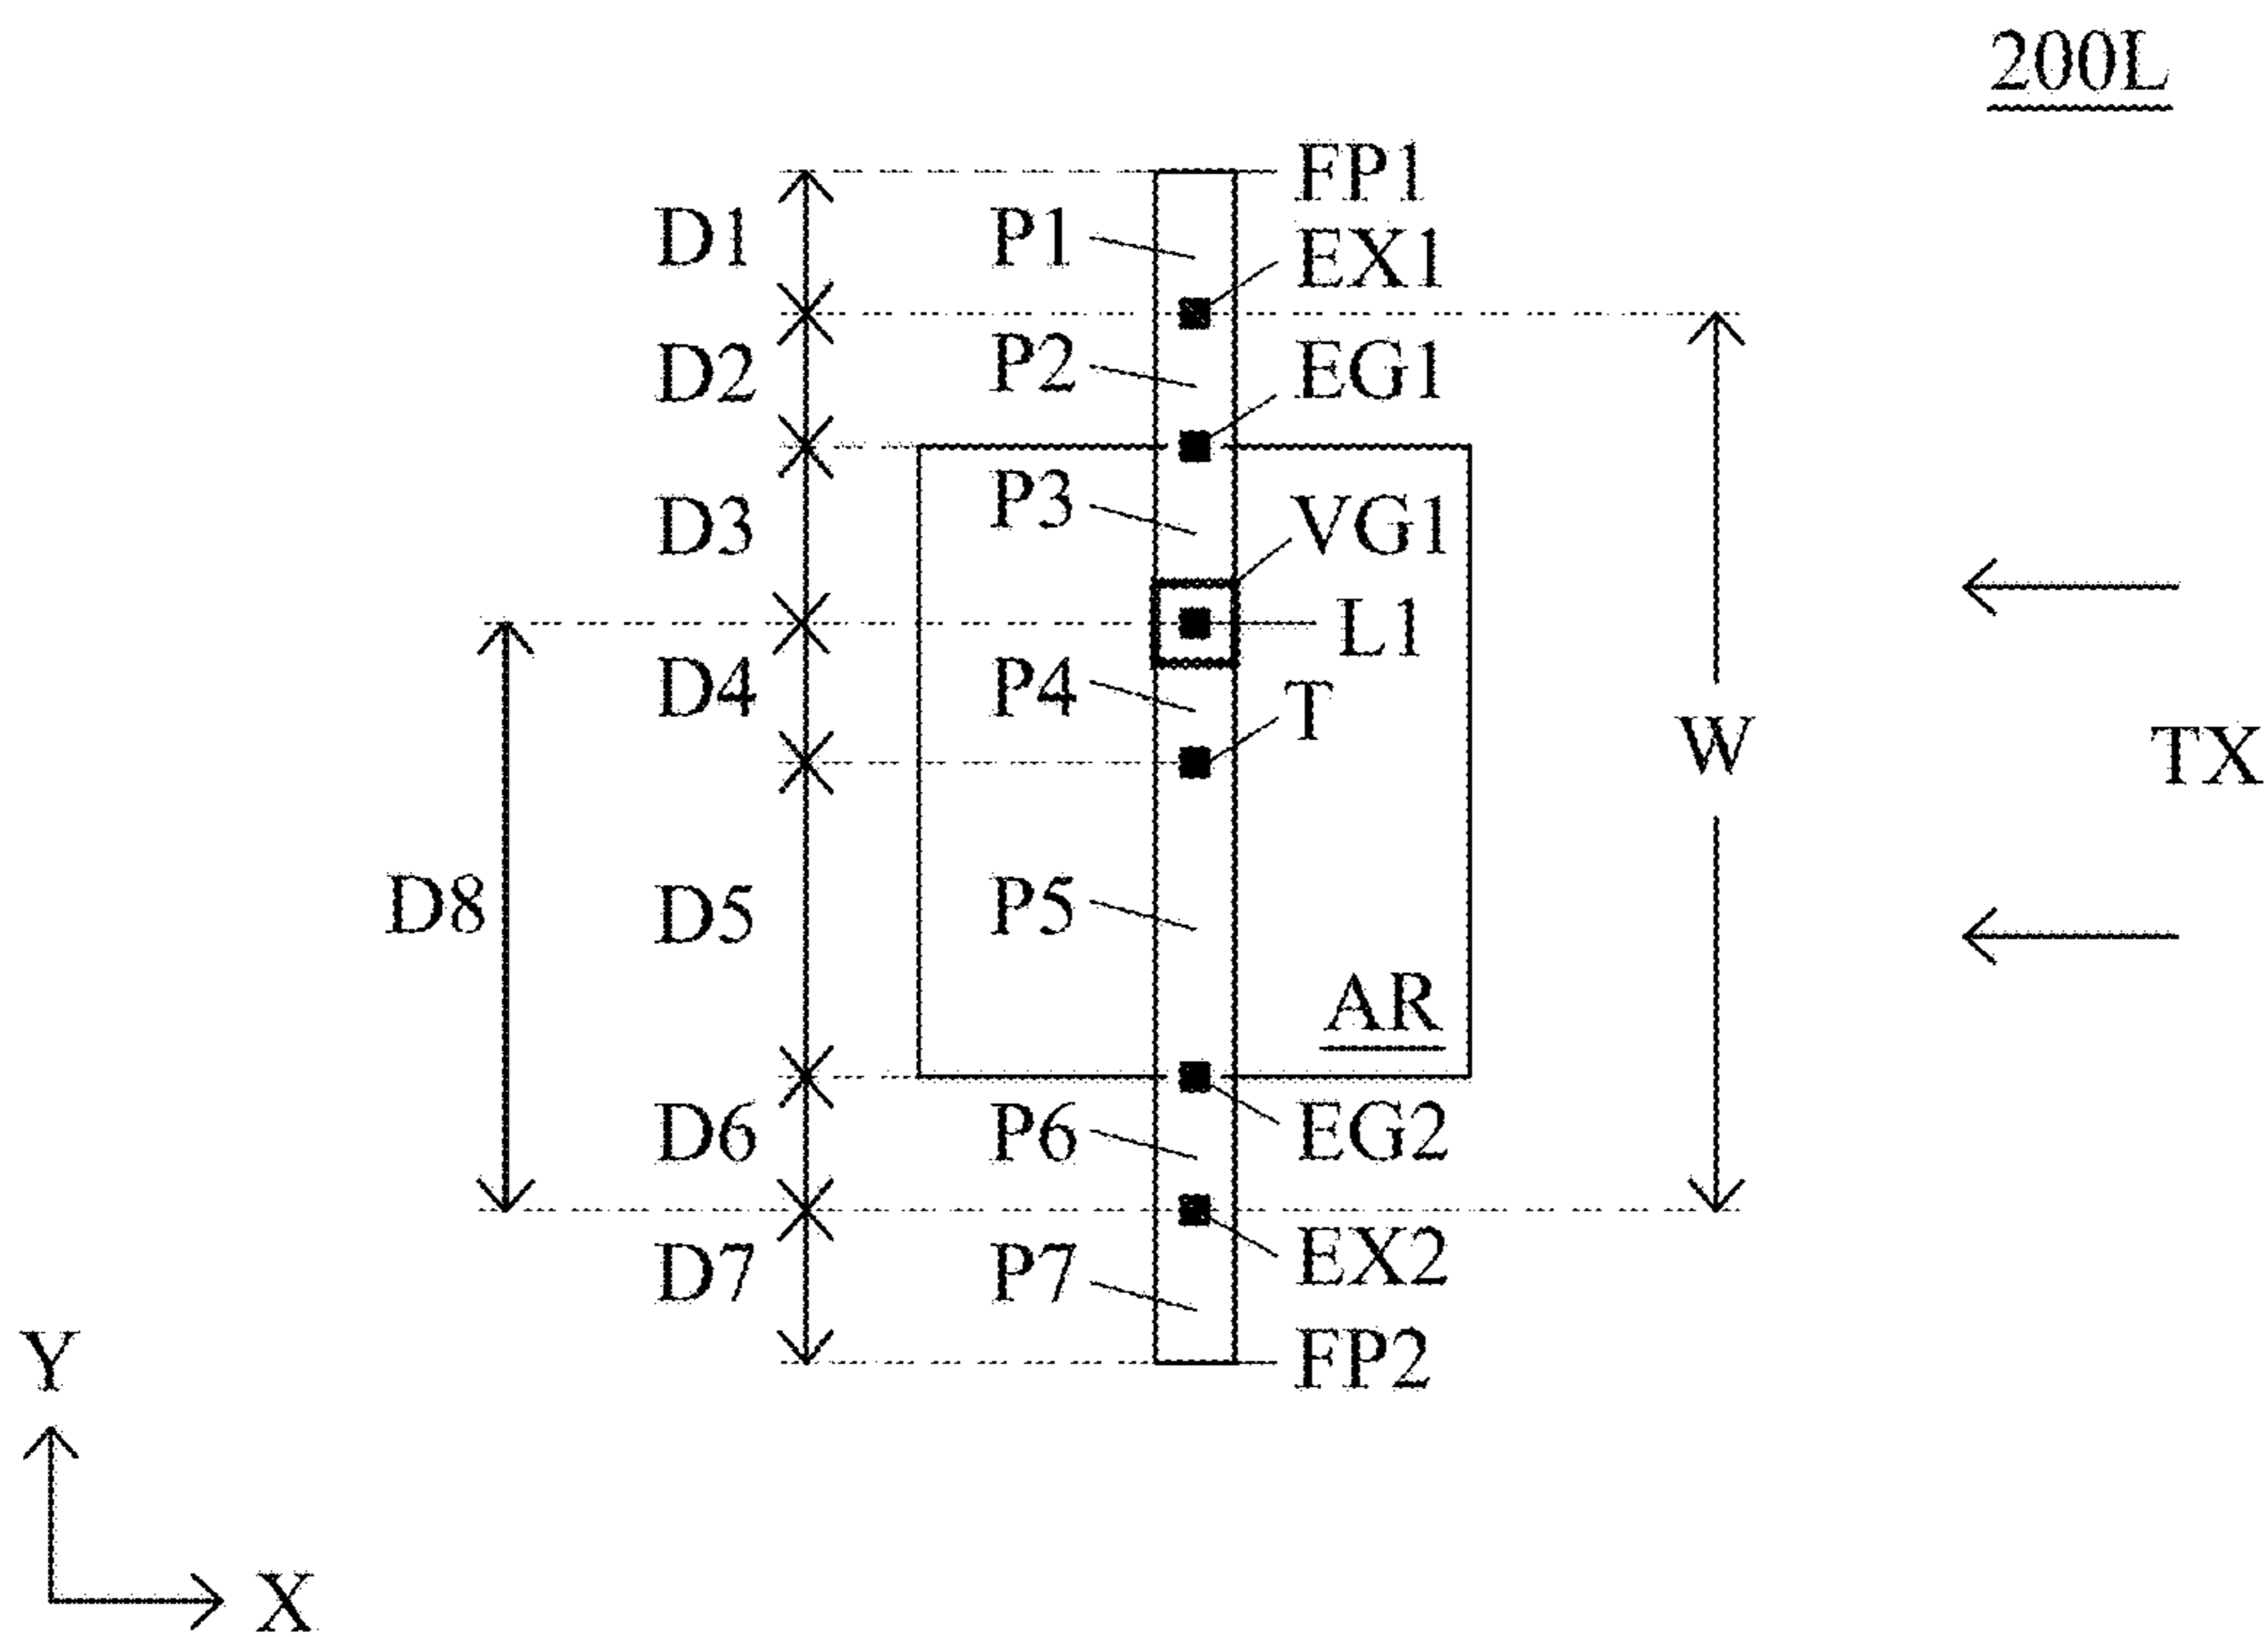 200L
FP1
D1 P1 EX1
D2 P2 EG1
D3 P3 VG1
L1
D4 P4 T
W TX
D8 D5 P5
AR
D6 P6 EG2
D7 P7 EX2
Y FP2
X